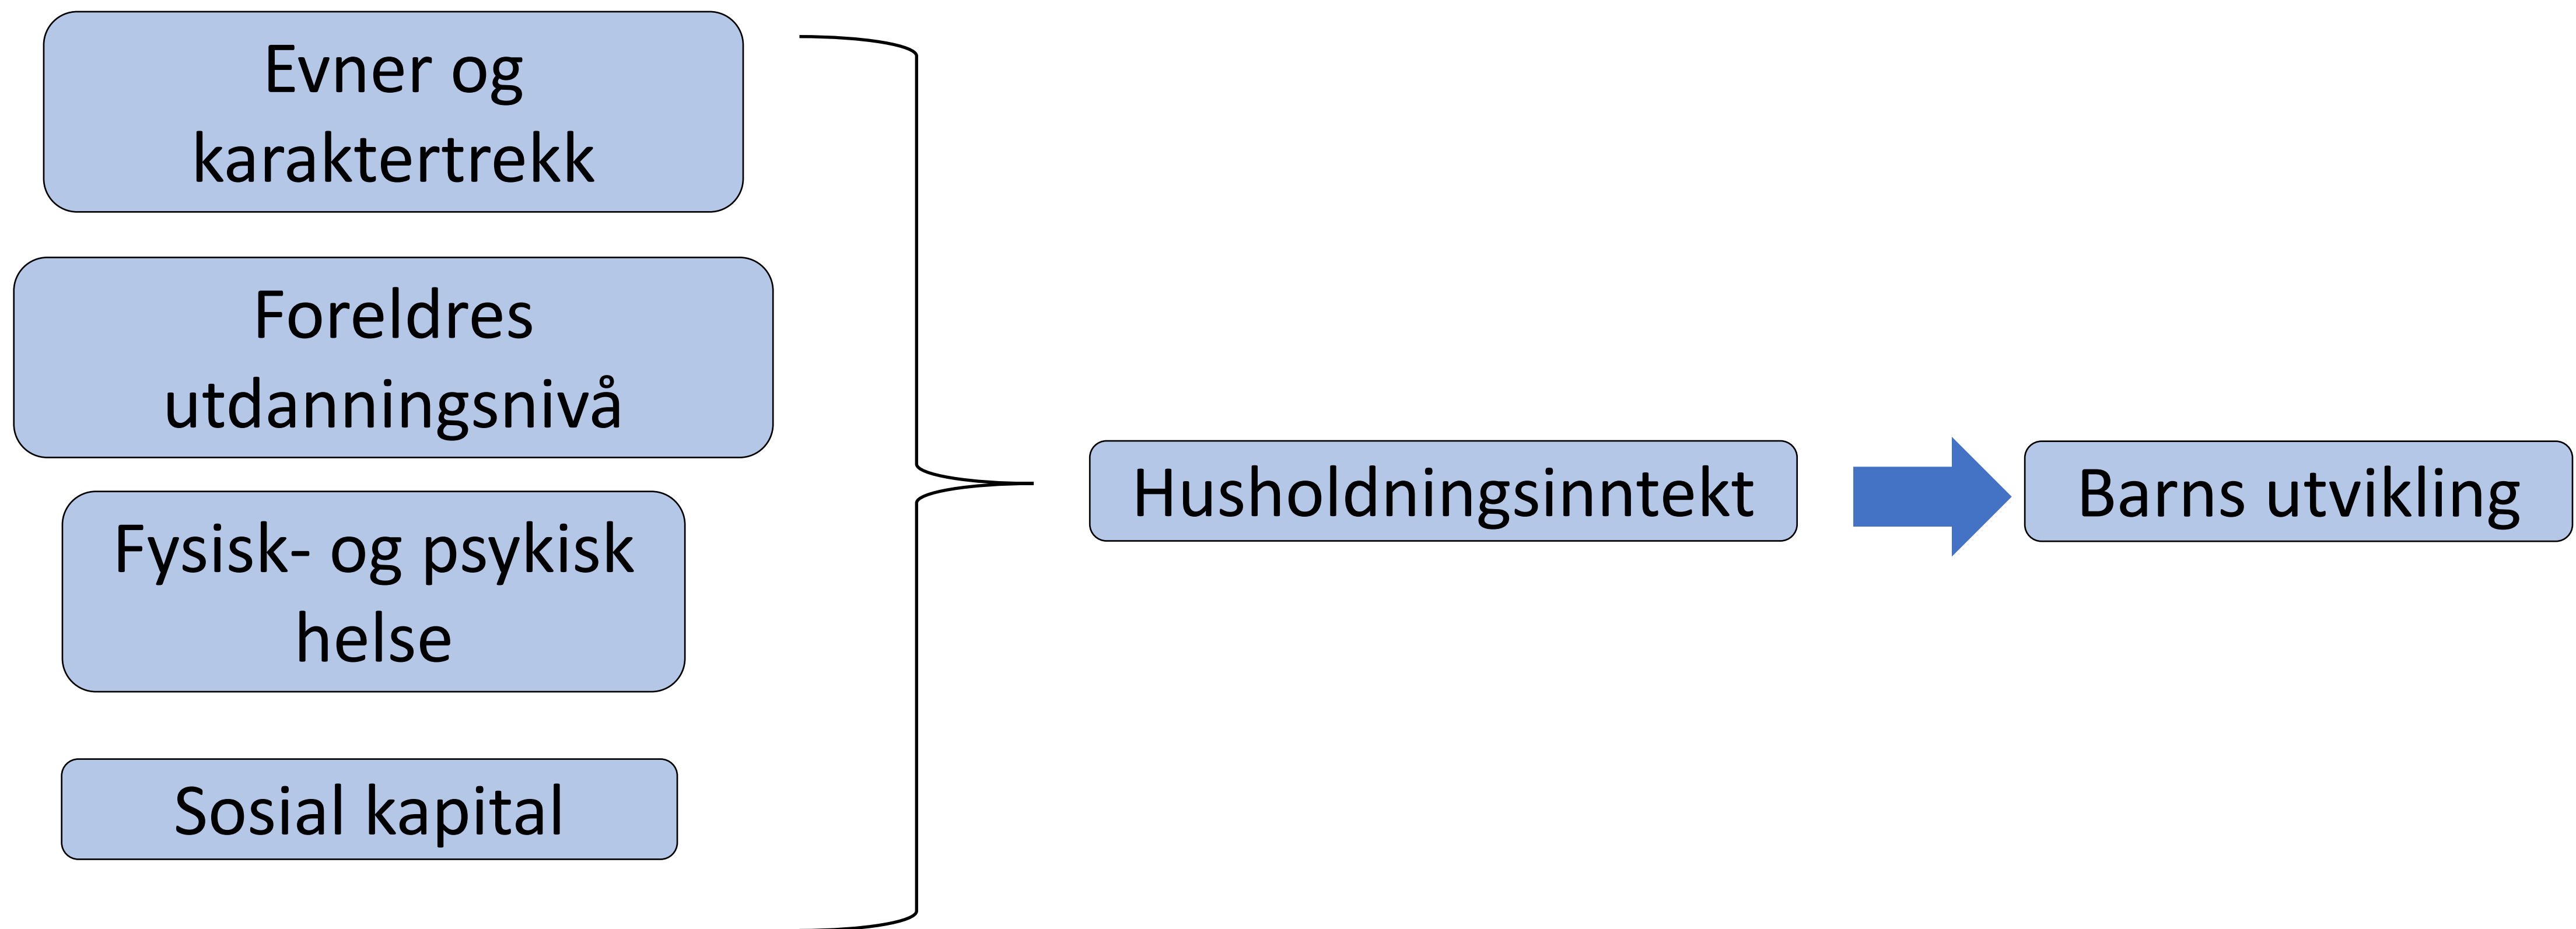 Evner og
karaktertrekk
Foreldres
utdanningsnivå
Fysisk- og psykisk
helse
Sosial kapital
Husholdningsinntekt
Barns utvikling